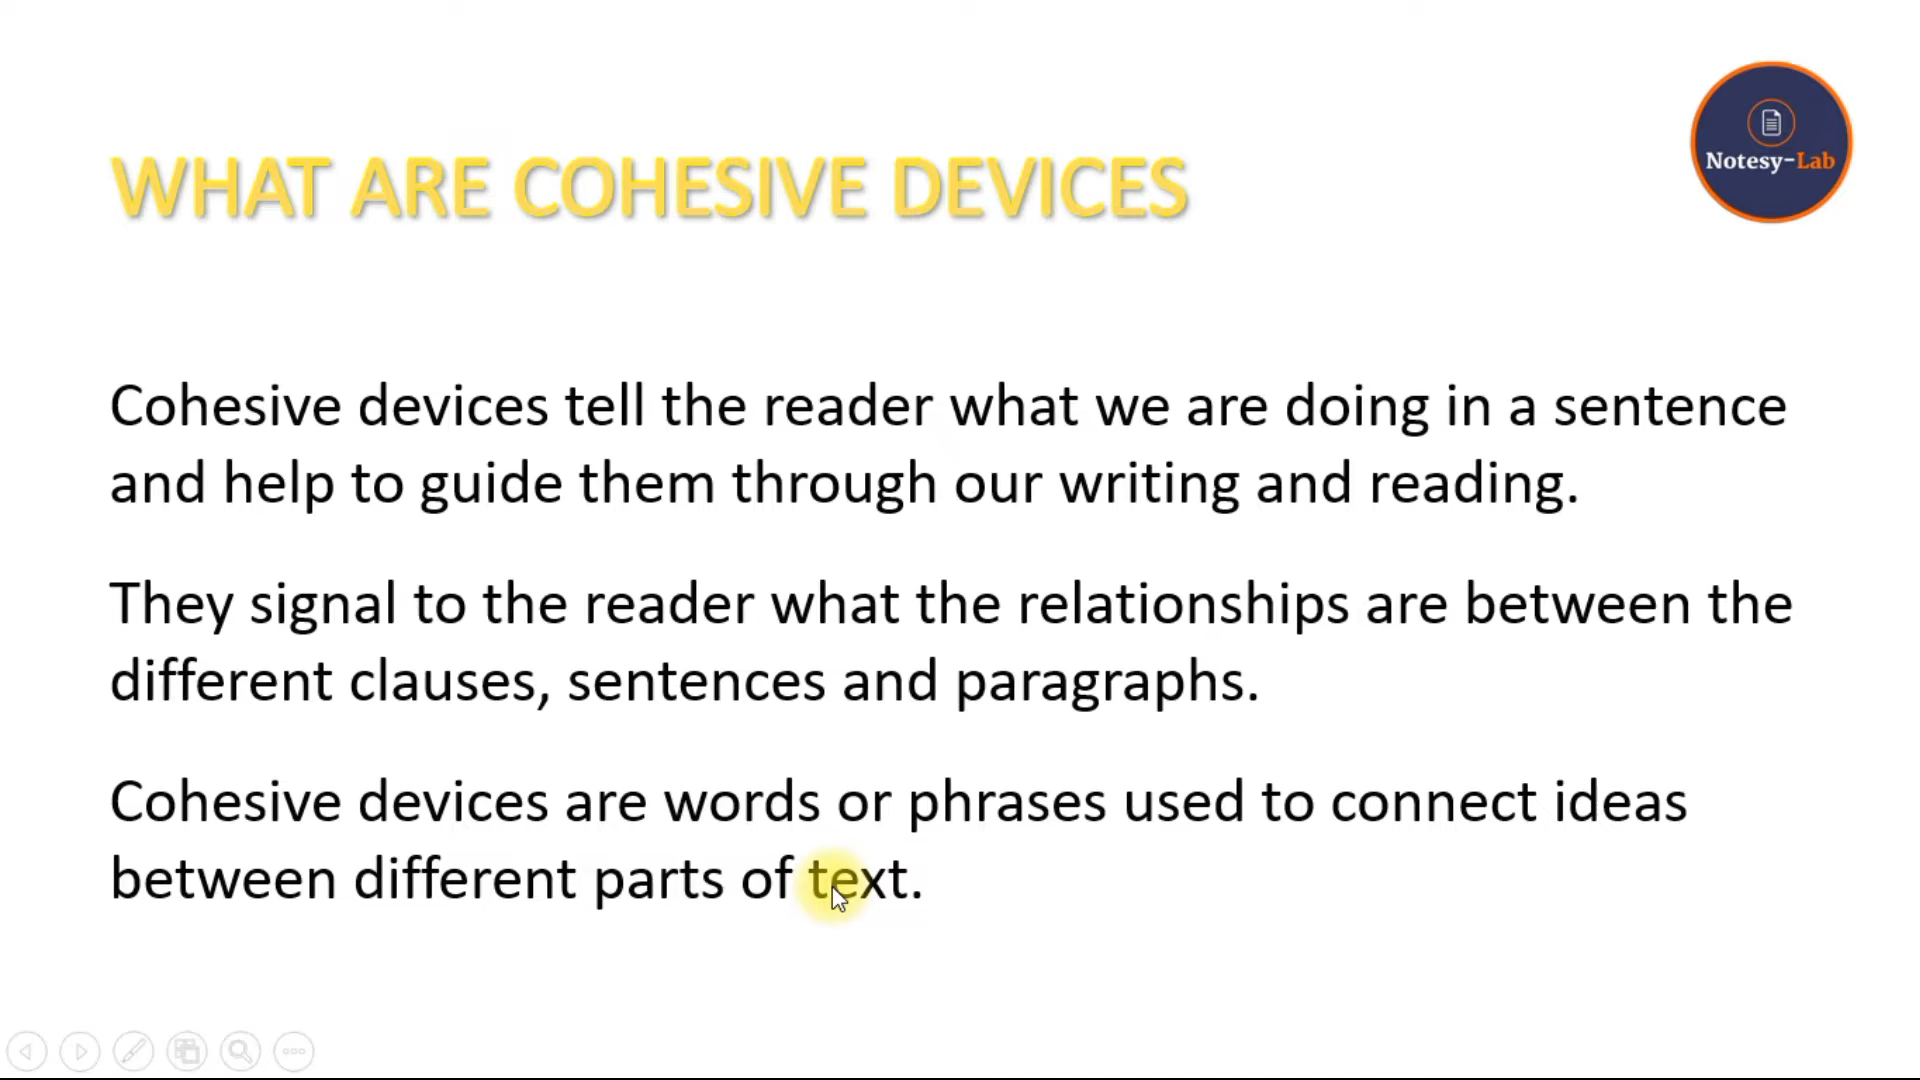 WHAT ARE COHESIVE DEVICES
Notesy-Lab
Cohesive devices tell the reader what we are doing in a sentence
and help to guide them through our writing and reading.
They signal to the reader what the relationships are between the
different clauses, sentences and paragraphs.
Cohesive devices are words or phrases used to connect ideas
between different parts of text.